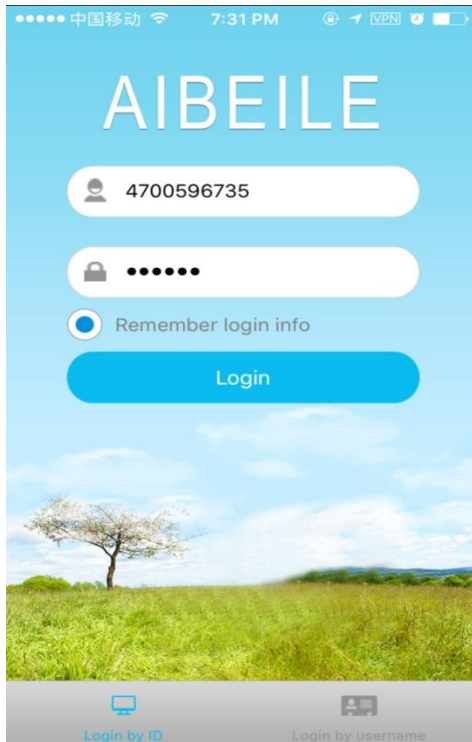 中国移动 7:31 PM VPN
AIBEILE
4700596735
••••••
Remember login info
Login
Login by ID Login by username